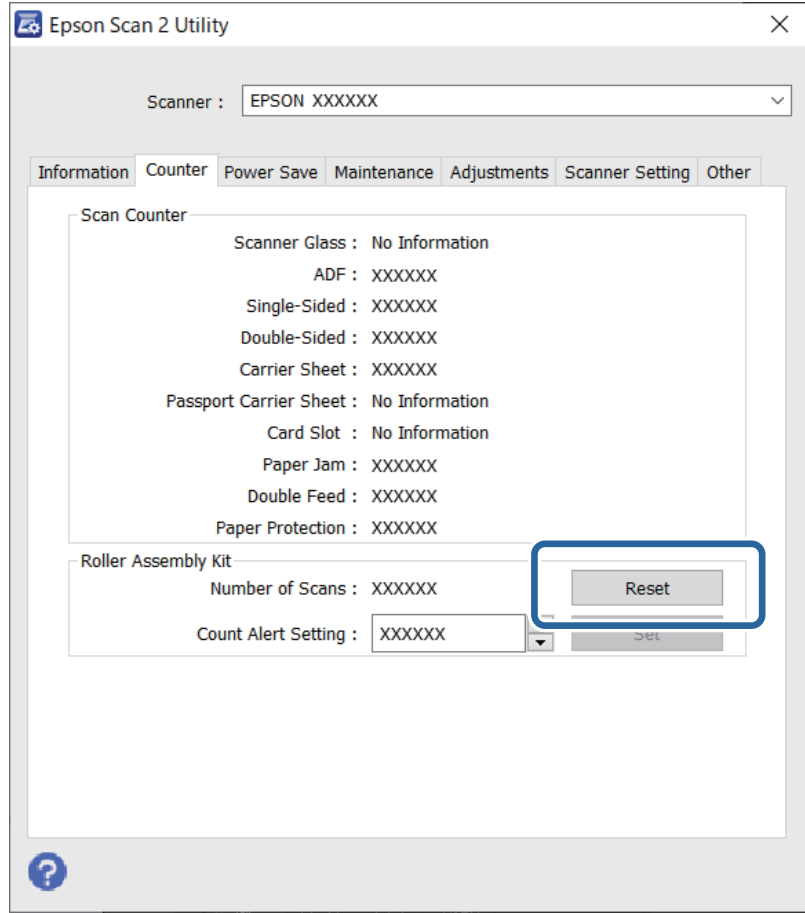 Epson Scan 2 Utility
Scanner : EPSON XXXXXX
Information Counter Power Save Maintenance Adjustments Scanner Setting Other
Scan Counter
Scanner Glass : No Information
ADF : XXXXXX
Single-Sided : XXXXXX
Double-Sided : XXXXXX
Carrier Sheet : XXXXXX
Passport Carrier Sheet : No Information
Card Slot : No Information
Paper Jam : XXXXXX
Double Feed : XXXXXX
Paper Protection : XXXXXX
Roller Assembly Kit
Number of Scans : XXXXXX Reset
Count Alert Setting : XXXXXX Set
?